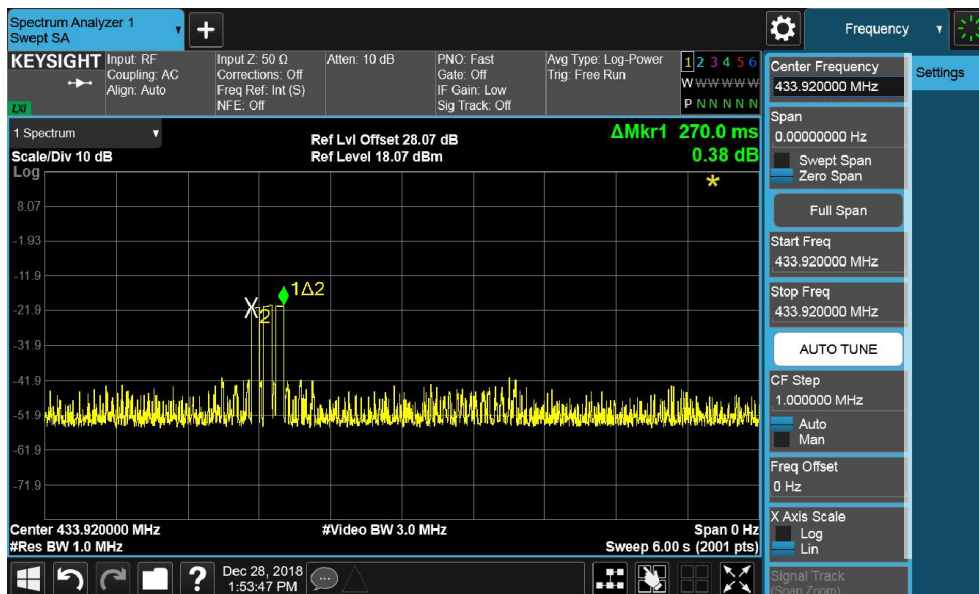 Spectrum Analyzer 1
Swept SA
+
Frequency
KEYSIGHT
Input: RF
Coupling: AC
Align: Auto
Input Z: 50 Ω
Corrections: Off
Freq Ref: Int (S)
NFE: Off
Atten: 10 dB
PNO: Fast
Gate: Off
IF Gain: Low
Sig Track: Off
Avg Type: Log-Power
Trig: Free Run
1 2 3 4 5 6
W W W W W W
P N N N N N
LXI
1 Spectrum
Scale/Div 10 dB
Log
Ref Lvl Offset 28.07 dB
Ref Level 18.07 dBm
ΔMkr1 270.0 ms
0.38 dB
*
8.07
-1.93
-11.9
-21.9
-31.9
-41.9
-51.9
-61.9
-71.9
1Δ2
X
2
Center 433.920000 MHz
#Res BW 1.0 MHz
#Video BW 3.0 MHz
Span 0 Hz
Sweep 6.00 s (2001 pts)
Center Frequency
433.920000 MHz
Span
0.00000000 Hz
Swept Span
Zero Span
Full Span
Start Freq
433.920000 MHz
Stop Freq
433.920000 MHz
AUTO TUNE
CF Step
1.000000 MHz
Auto
Man
Freq Offset
0 Hz
X Axis Scale
Log
Lin
Signal Track
(Span Zoom)
Settings
?
Dec 28, 2018
1:53:47 PM